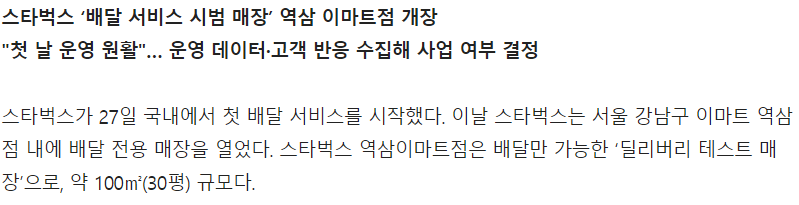 스타벅스 ‘배달 서비스 시범 매장’ 역삼 이마트점 개장
"첫 날 운영 원활"... 운영 데이터·고객 반응 수집해 사업 여부 결정
스타벅스가 27일 국내에서 첫 배달 서비스를 시작했다. 이날 스타벅스는 서울 강남구 이마트 역삼
점 내에 배달 전용 매장을 열었다. 스타벅스 역삼이마트점은 배달만 가능한 ‘딜리버리 테스트 매
장’으로, 약 100㎡(30평) 규모다.